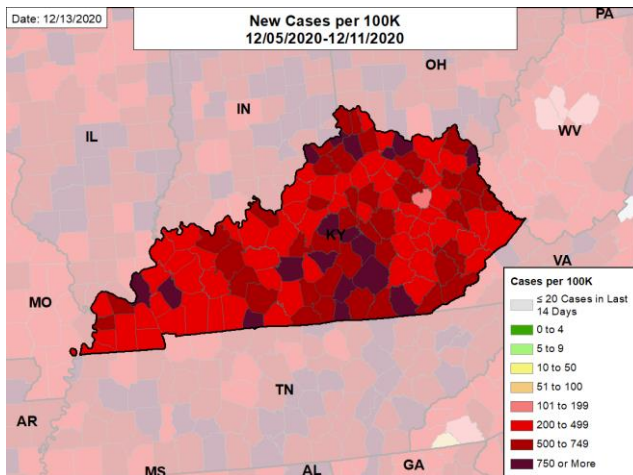 Date: 12/13/2020
New Cases per 100K
12/05/2020-12/11/2020
PA
OH
IN
IL
WV
KY
VA
MO
TN
AR
MS
AL
GA
Cases per 100K
≤ 20 Cases in Last
14 Days
0 to 4
5 to 9
10 to 50
51 to 100
101 to 199
200 to 499
500 to 749
750 or More